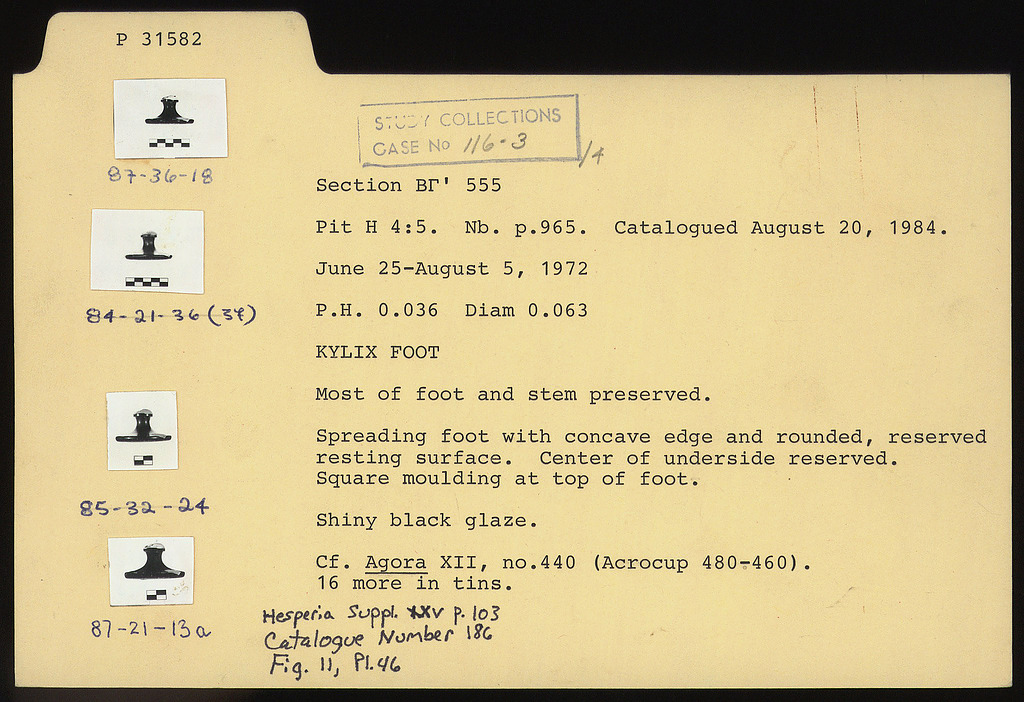 P 31582
STUDY COLLECTIONS
CASE No 116-3
/4
87-36-18
84-21-36 (37)
85-32-24
87-21-13a
Section ΒΓ' 555
Pit H 4:5. Nb. p.965. Catalogued August 20, 1984.
June 25-August 5, 1972
P.H. 0.036 Diam 0.063
KYLIX FOOT
Most of foot and stem preserved.
Spreading foot with concave edge and rounded, reserved
resting surface. Center of underside reserved.
Square moulding at top of foot.
Shiny black glaze.
Cf. Agora XII, no.440 (Acrocup 480-460).
16 more in tins.
Hesperia Suppl. XXV p. 103
Catalogue Number 186
Fig. 11, Pl.46